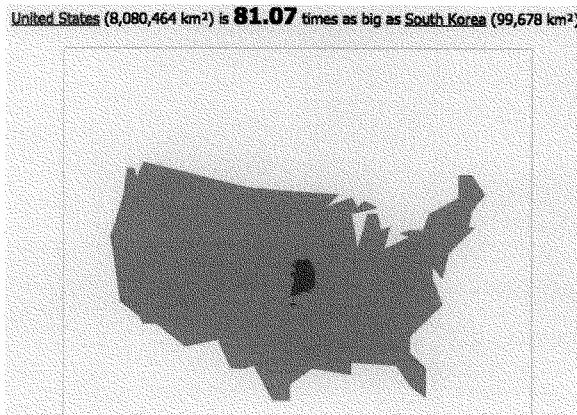 United States (8,080,464 km²) is 81.07 times as big as South Korea (99,678 km²)